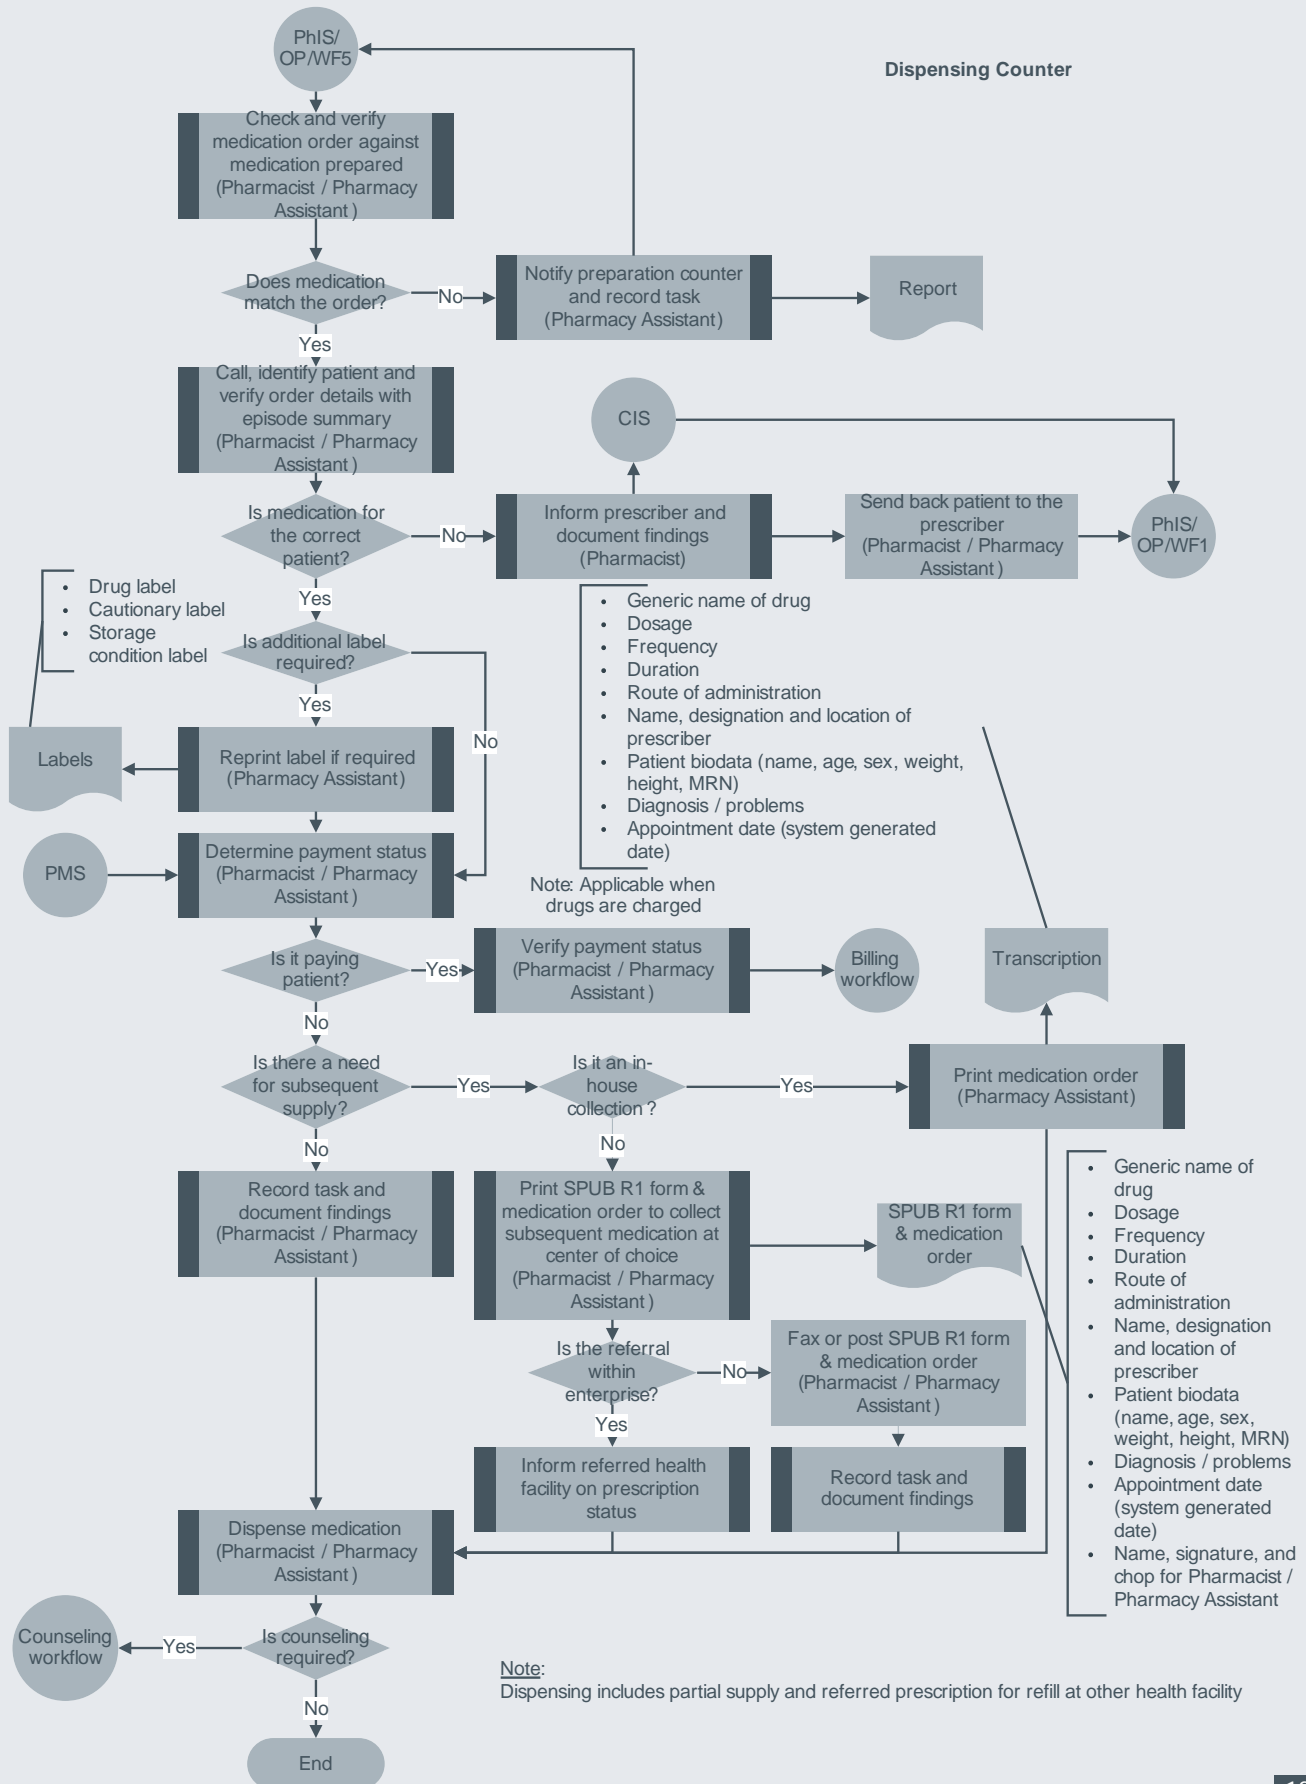 PhIS/
OP/WF5
Dispensing Counter
Check and verify
medication order against
medication prepared
(Pharmacist / Pharmacy
Assistant)
Does medication
match the order?
No
Notify preparation counter
and record task
(Pharmacy Assistant)
Report
Yes
Call, identify patient and
verify order details with
episode summary
(Pharmacist / Pharmacy
Assistant)
CIS
Is medication for
the correct
patient?
No
Inform prescriber and
document findings
(Pharmacist)
Send back patient to the
prescriber
(Pharmacist / Pharmacy
Assistant)
PhIS/
OP/WF1
Yes
• Drug label
• Cautionary label
• Storage
condition label
Is additional label
required?
• Generic name of drug
• Dosage
• Frequency
• Duration
• Route of administration
• Name, designation and location of
prescriber
• Patient biodata (name, age, sex, weight,
height, MRN)
• Diagnosis / problems
• Appointment date (system generated
date)
Yes
No
Labels
Reprint label if required
(Pharmacy Assistant)
PMS
Determine payment status
(Pharmacist / Pharmacy
Assistant)
Note: Applicable when
drugs are charged
Is it paying
patient?
Yes
Verify payment status
(Pharmacist / Pharmacy
Assistant)
Billing
workflow
Transcription
No
Is there a need
for subsequent
supply?
Yes
Is it an in-
house
collection ?
Yes
Print medication order
(Pharmacy Assistant)
No
No
Record task and
document findings
(Pharmacist / Pharmacy
Assistant)
Print SPUB R1 form &
medication order to collect
subsequent medication at
center of choice
(Pharmacist / Pharmacy
Assistant)
SPUB R1 form
& medication
order
• Generic name of
drug
• Dosage
• Frequency
• Duration
• Route of
administration
• Name, designation
and location of
prescriber
• Patient biodata
(name, age, sex,
weight, height, MRN)
• Diagnosis / problems
• Appointment date
(system generated
date)
• Name, signature, and
chop for Pharmacist /
Pharmacy Assistant
Is the referral
within
enterprise?
No
Fax or post SPUB R1 form
& medication order
(Pharmacist / Pharmacy
Assistant)
Yes
Inform referred health
facility on prescription
status
Record task and
document findings
Dispense medication
(Pharmacist / Pharmacy
Assistant)
Counseling
workflow
Yes
Is counseling
required?
Note:
Dispensing includes partial supply and referred prescription for refill at other health facility
No
End